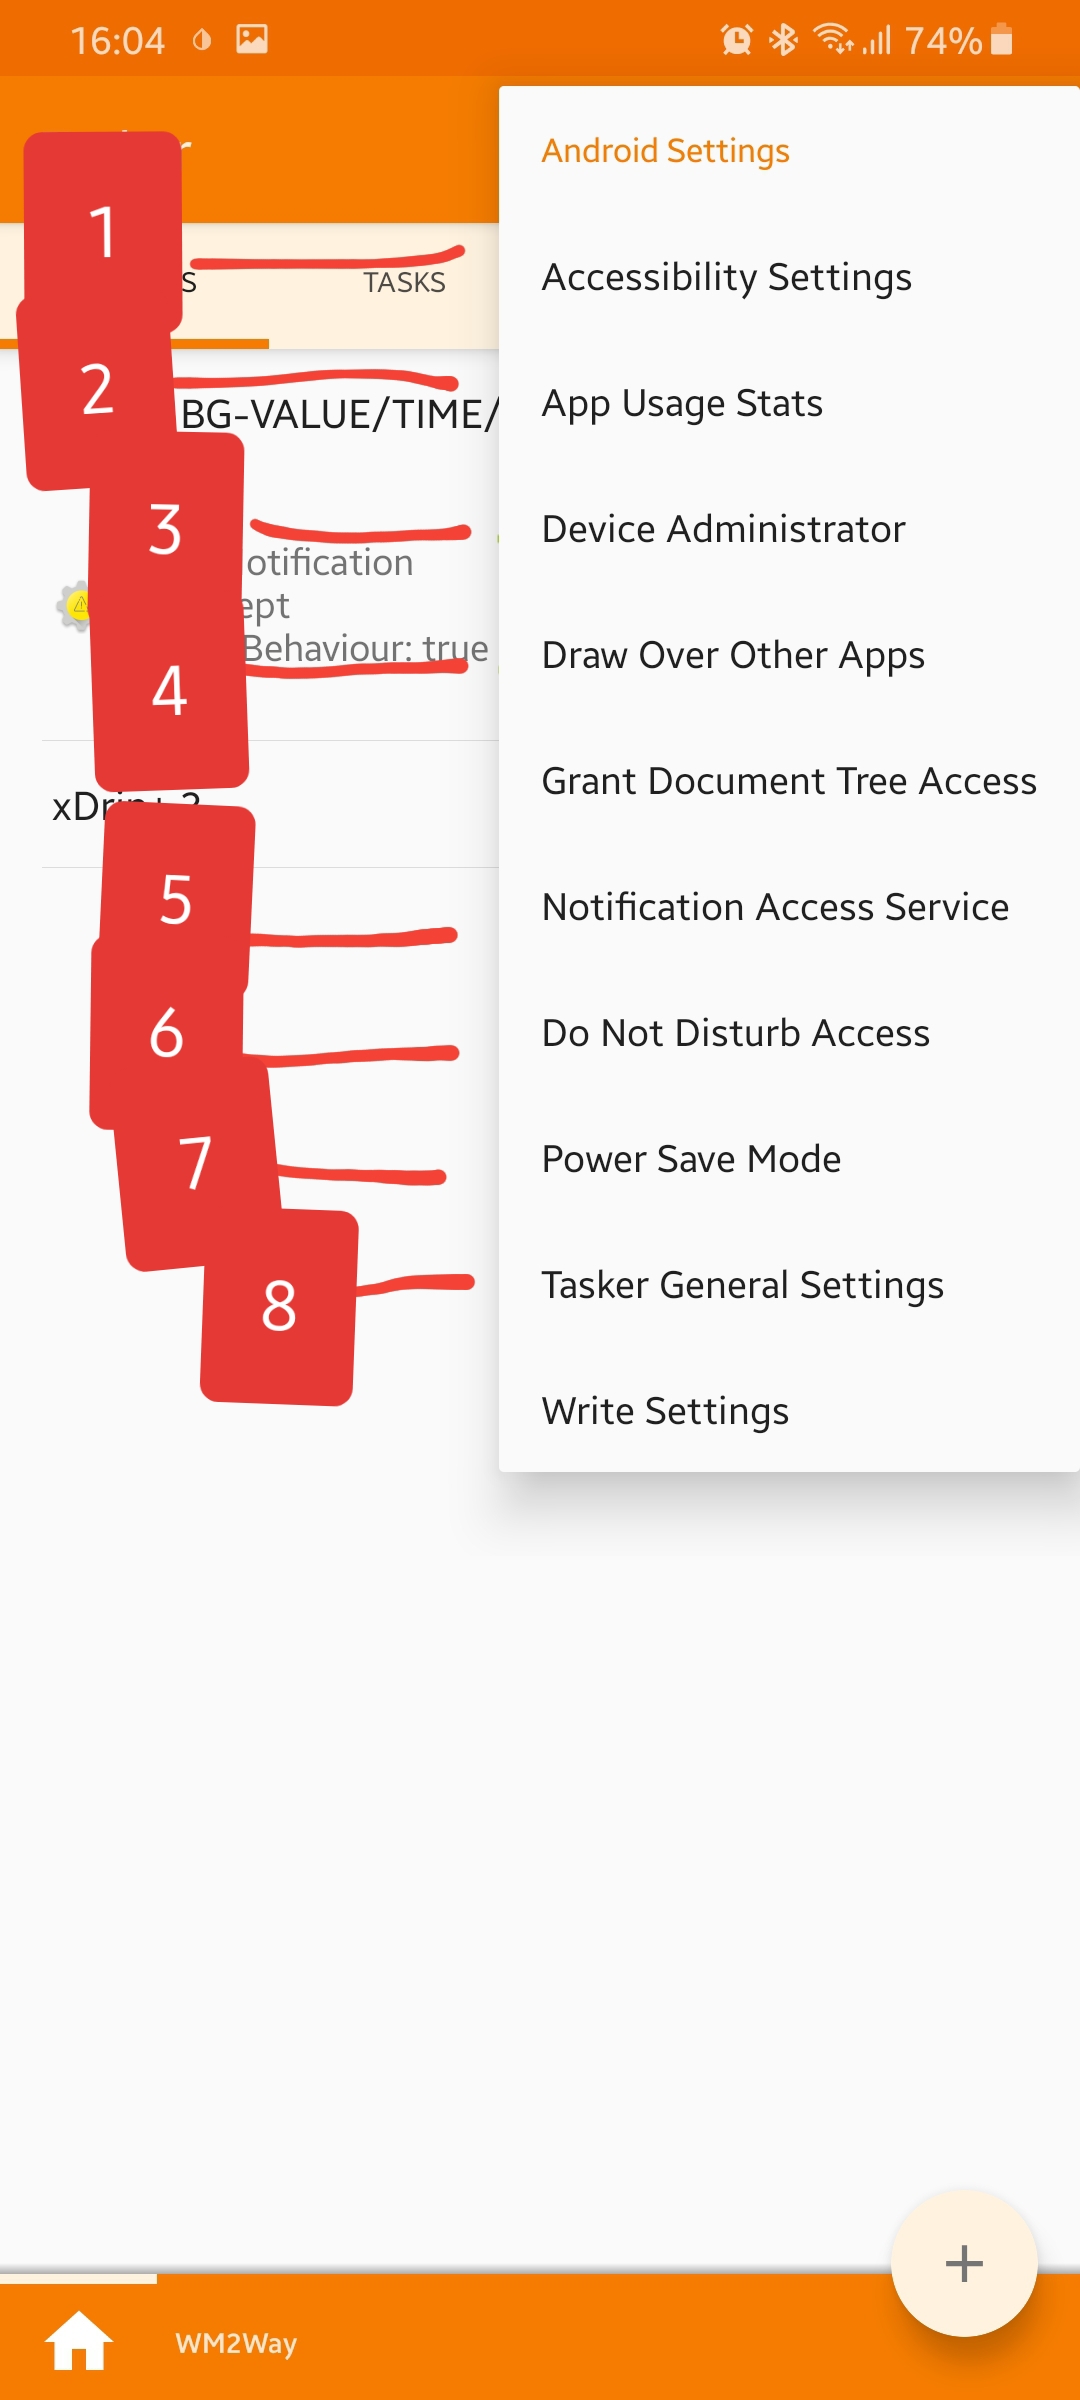 16:04
74%
Android Settings
1
Accessibility Settings
S
TASKS
2
App Usage Stats
BG-VALUE/TIME/
3
Device Administrator
otification
ept
Behaviour: true
Draw Over Other Apps
4
Grant Document Tree Access
5
Notification Access Service
6
Do Not Disturb Access
7
Power Save Mode
8
Tasker General Settings
Write Settings
+
WM2Way